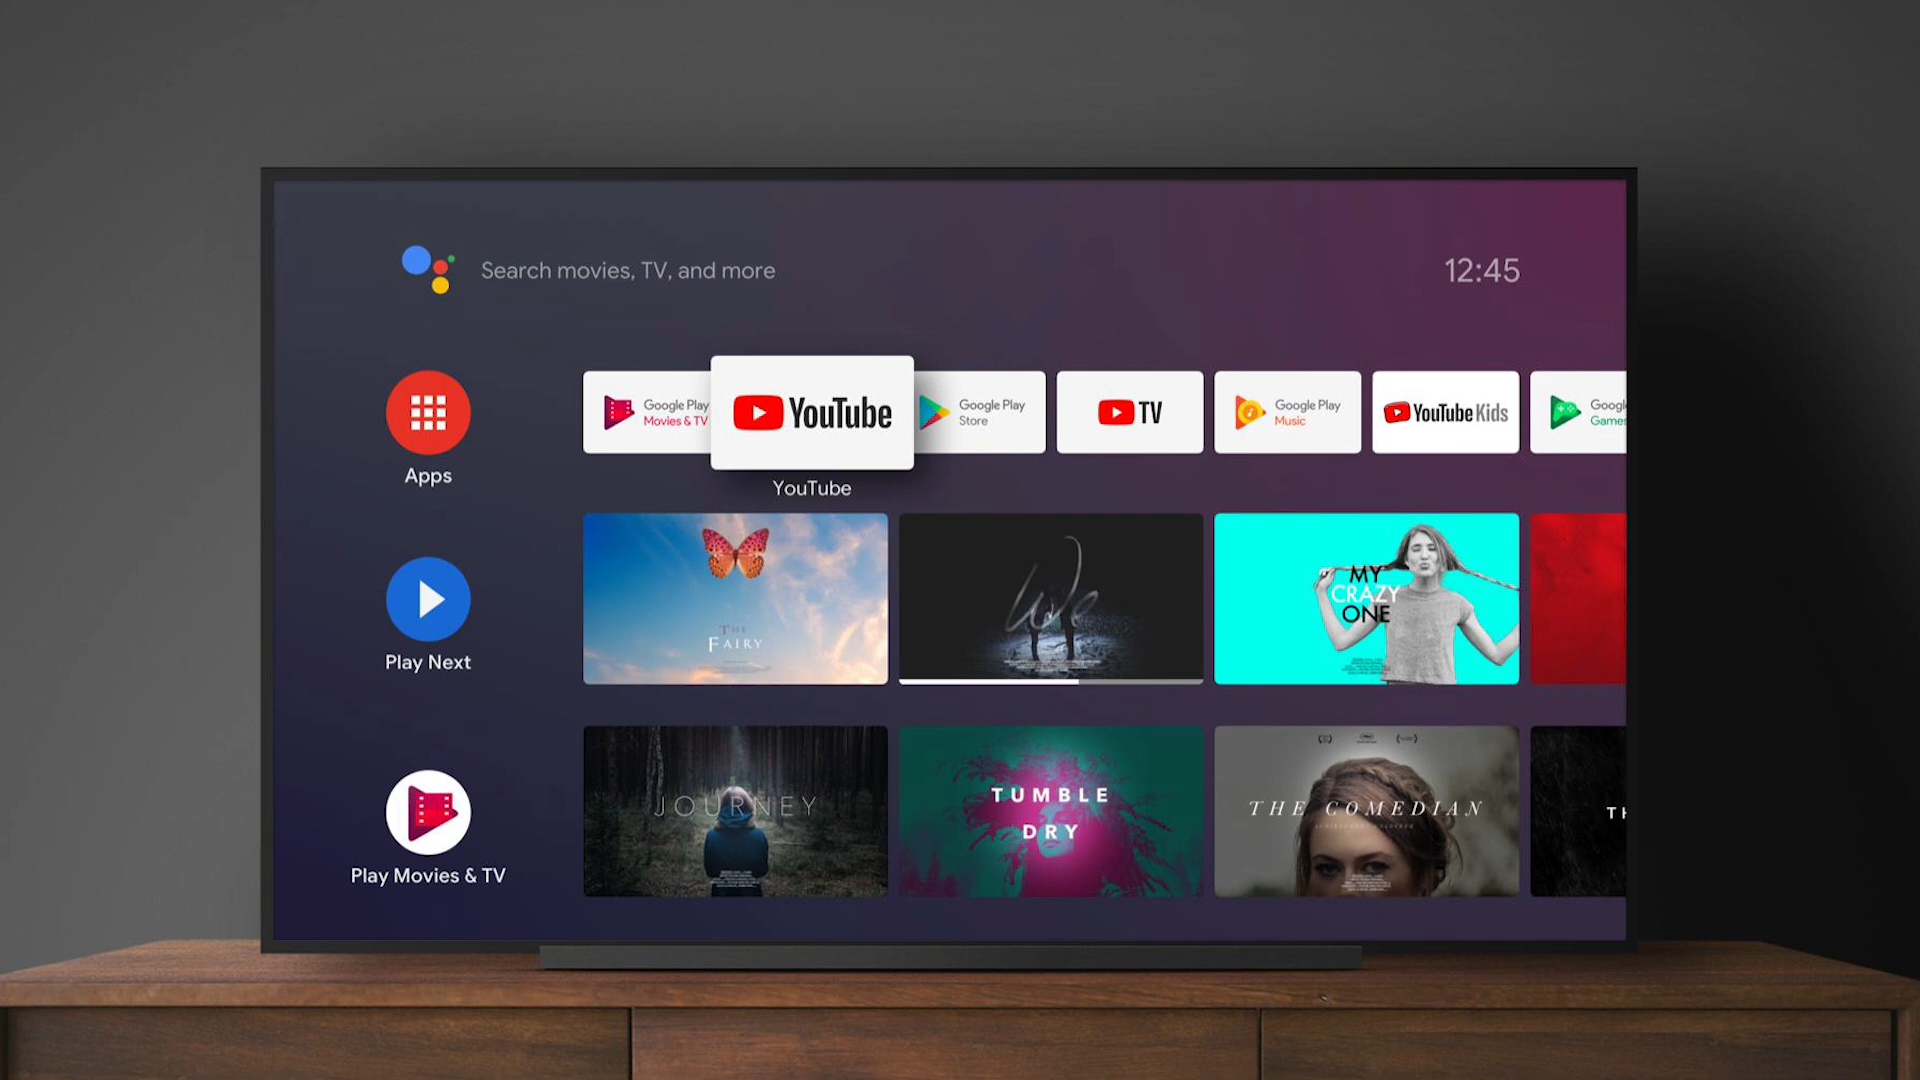 Search movies, TV, and more
12:45
Apps
Google Play
Movies & TV
YouTube
Google Play
Store
TV
Google Play
Music
YouTube Kids
YouTube
THE
FAIRY
MY
CRAZY
ONE
Play Next
JOURNEY
TUMBLE
DRY
THE COMEDIAN
Play Movies & TV